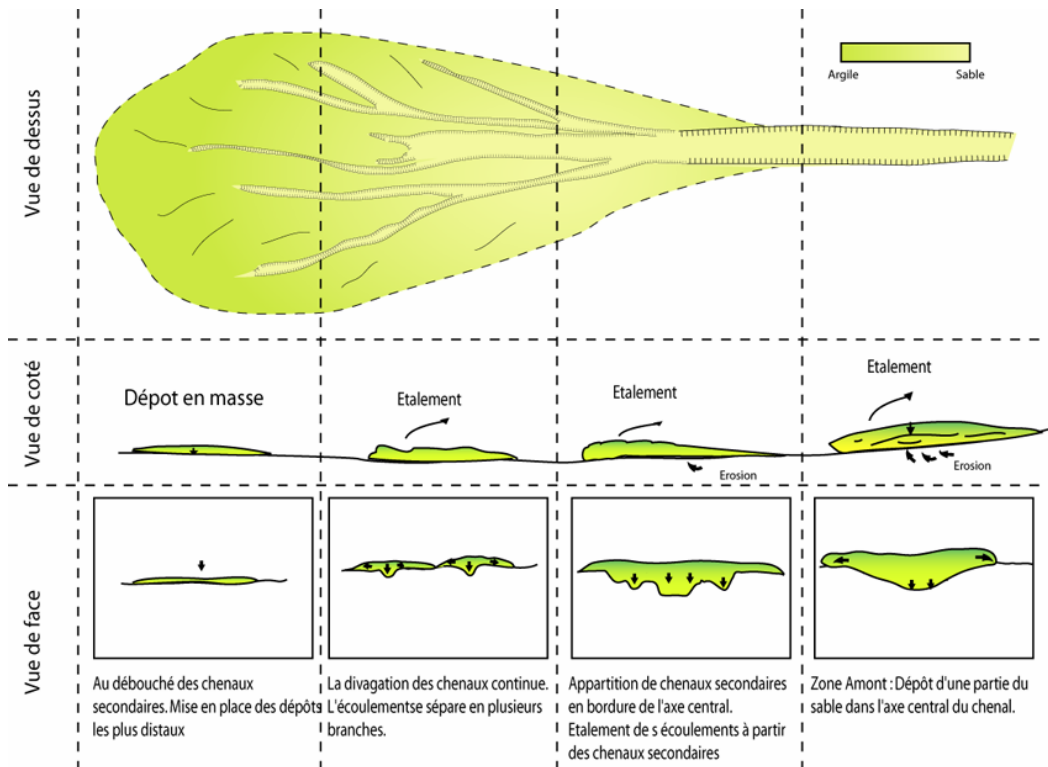 Vue de dessus
Argile
Sable
Vue de coté
Dépot en masse
Etalement
Etalement
Erosion
Etalement
Erosion
Vue de face
Au débouché des chenaux
secondaires. Mise en place des dépôts
les plus distaux
La divagation des chenaux continue.
L'écoulementse sépare en plusieurs
branches.
Appartition de chenaux secondaires
en bordure de l'axe central.
Etalement de s écoulements à partir
des chenaux secondaires
Zone Amont : Dépôt d'une partie du
sable dans l'axe central du chenal.